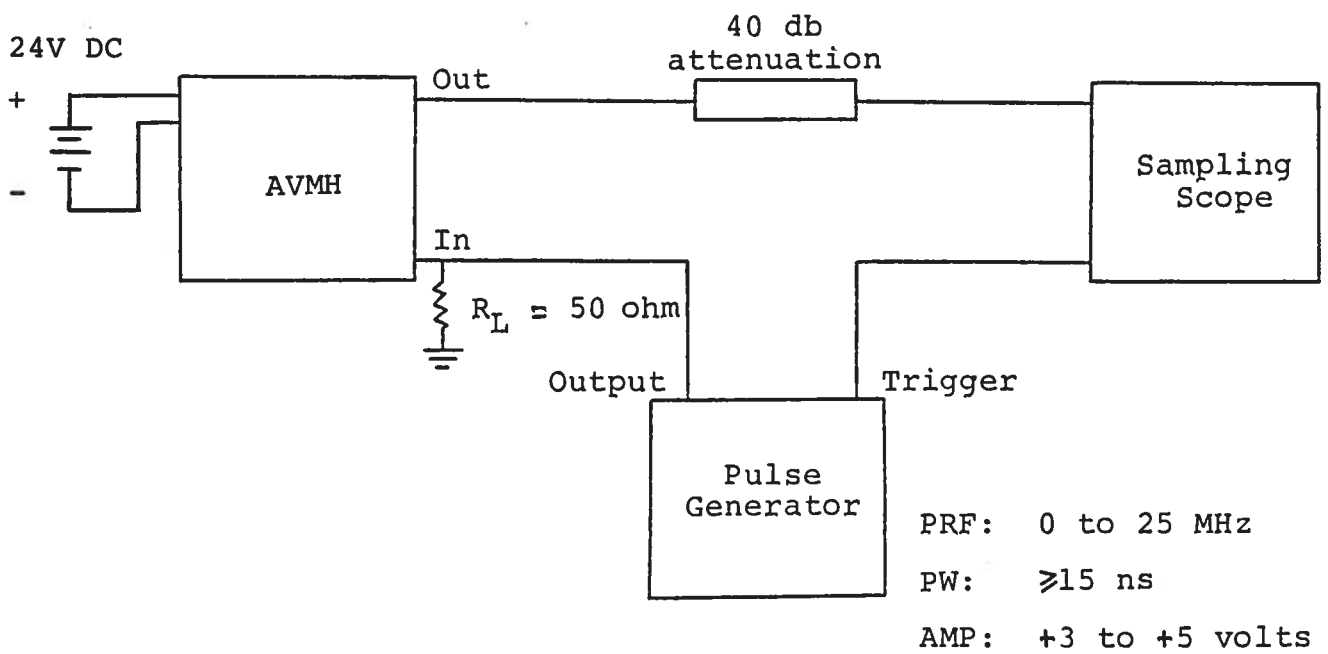 24V DC
+
-
AVMH
Out
In
R_L = 50 ohm
40 db
attenuation
Sampling
Scope
Output
Trigger
Pulse
Generator
PRF: 0 to 25 MHz
PW: ⩾15 ns
AMP: +3 to +5 volts